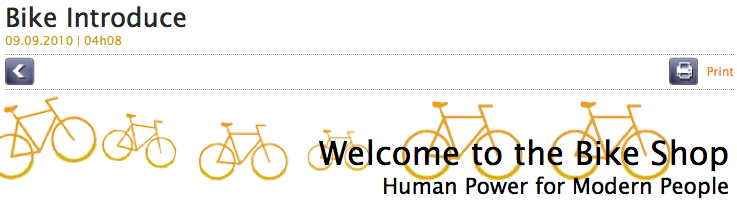 Bike Introduce
09.09.2010 | 04h08
Print
Welcome to the Bike Shop
Human Power for Modern People